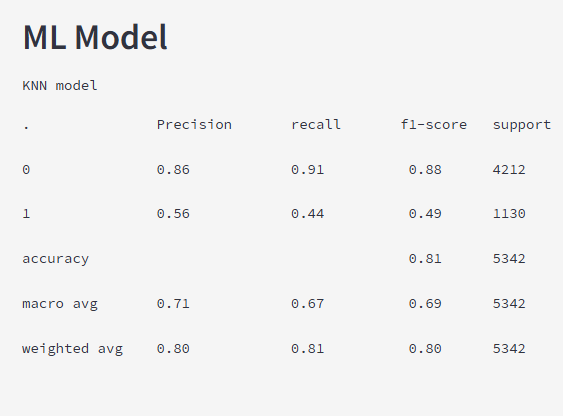 ML Model
KNN model
. Precision recall f1-score support
0 0.86 0.91 0.88 4212
1 0.56 0.44 0.49 1130
accuracy 0.81 5342
macro avg 0.71 0.67 0.69 5342
weighted avg 0.80 0.81 0.80 5342